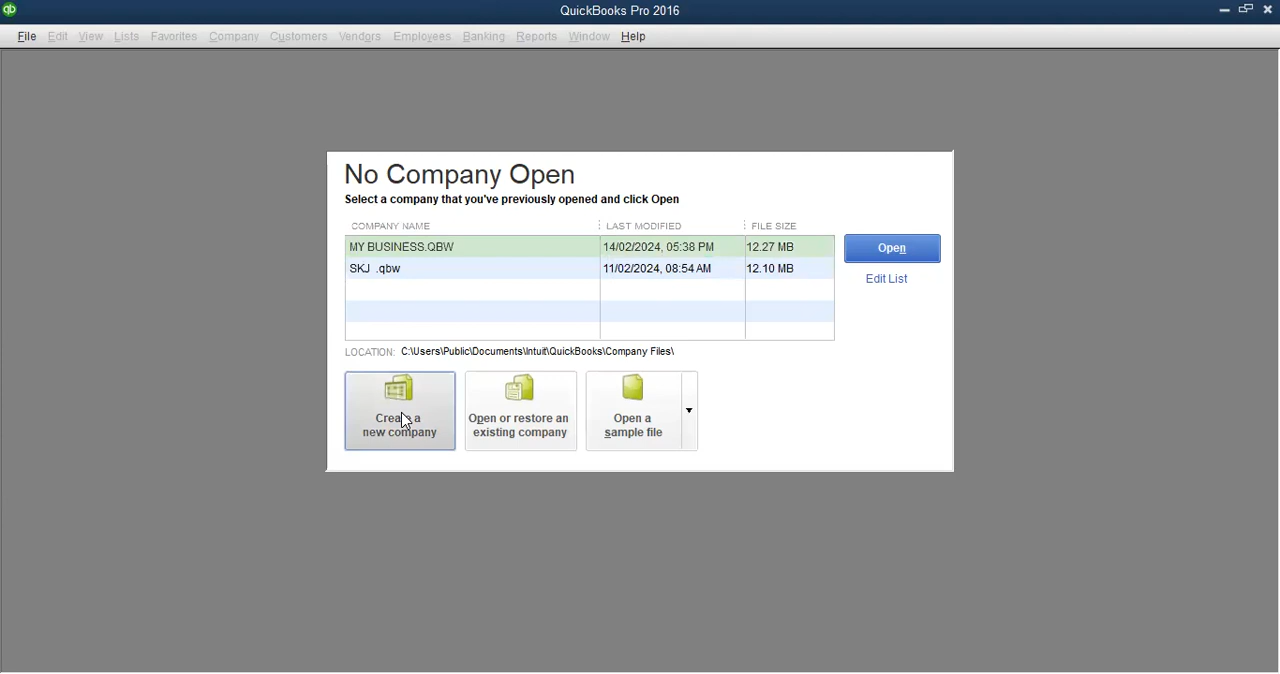 qb
QuickBooks Pro 2016
File Edit View Lists Favorites Company Customers Vendors Employees Banking Reports Window Help
No Company Open
Select a company that you've previously opened and click Open
COMPANY NAME LAST MODIFIED FILE SIZE
MY BUSINESS.QBW 14/02/2024, 05:38 PM 12.27 MB
Open
SKJ .qbw 11/02/2024, 08:54 AM 12.10 MB
Edit List
LOCATION: C:\Users\Public\Documents\Intuit\QuickBooks\Company Files\
Create a
new company
Open or restore an
existing company
Open a
sample file